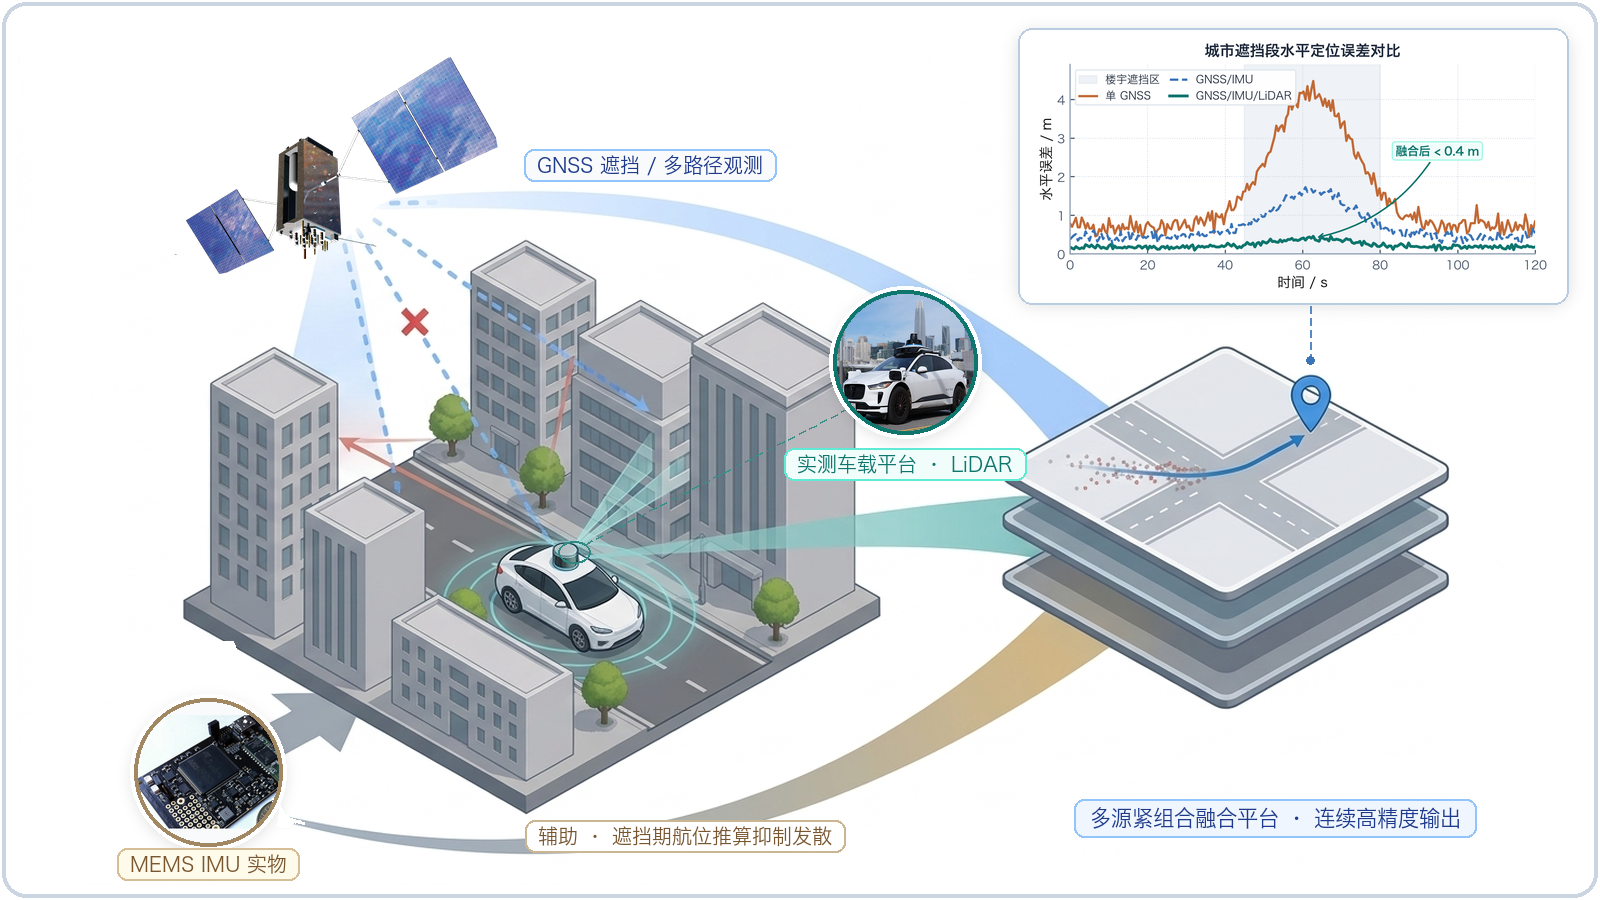 城市遮挡段水平定位误差对比
楼宇遮挡区
GNSS/IMU
单 GNSS
GNSS/IMU/LiDAR
融合后 < 0.4 m
水平误差 / m
4
3
2
1
0
0 20 40 60 80 100 120
时间 / s
GNSS 遮挡 / 多路径观测
实测车载平台 · LiDAR
多源紧组合融合平台 · 连续高精度输出
辅助 · 遮挡期航位推算抑制发散
MEMS IMU 实物